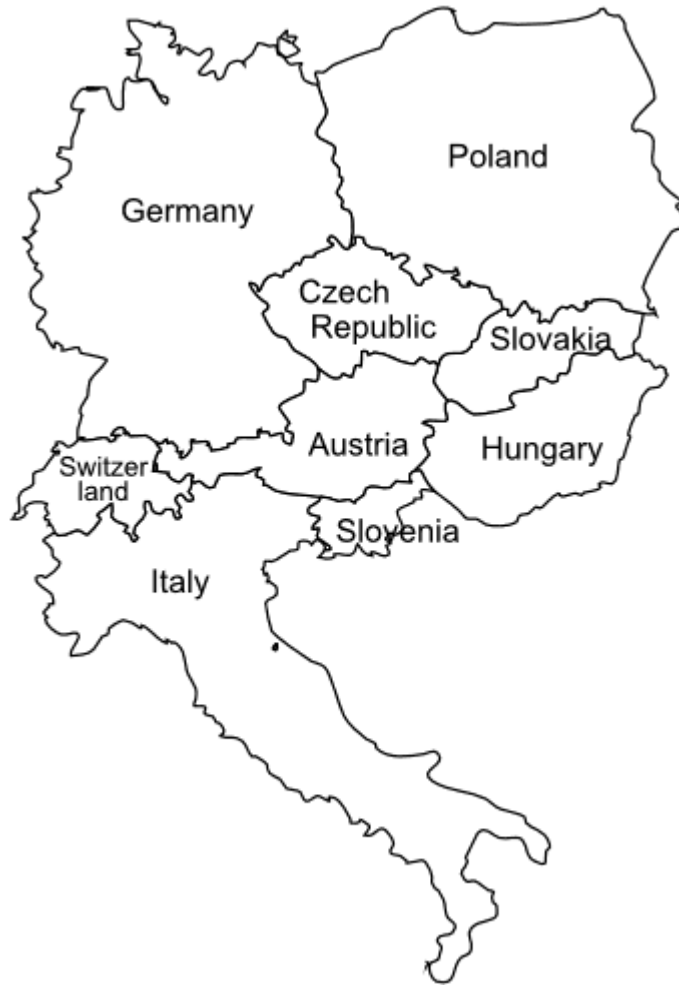 Poland
Germany
Czech
Republic
Slovakia
Austria
Hungary
Switzer
land
Slovenia
Italy